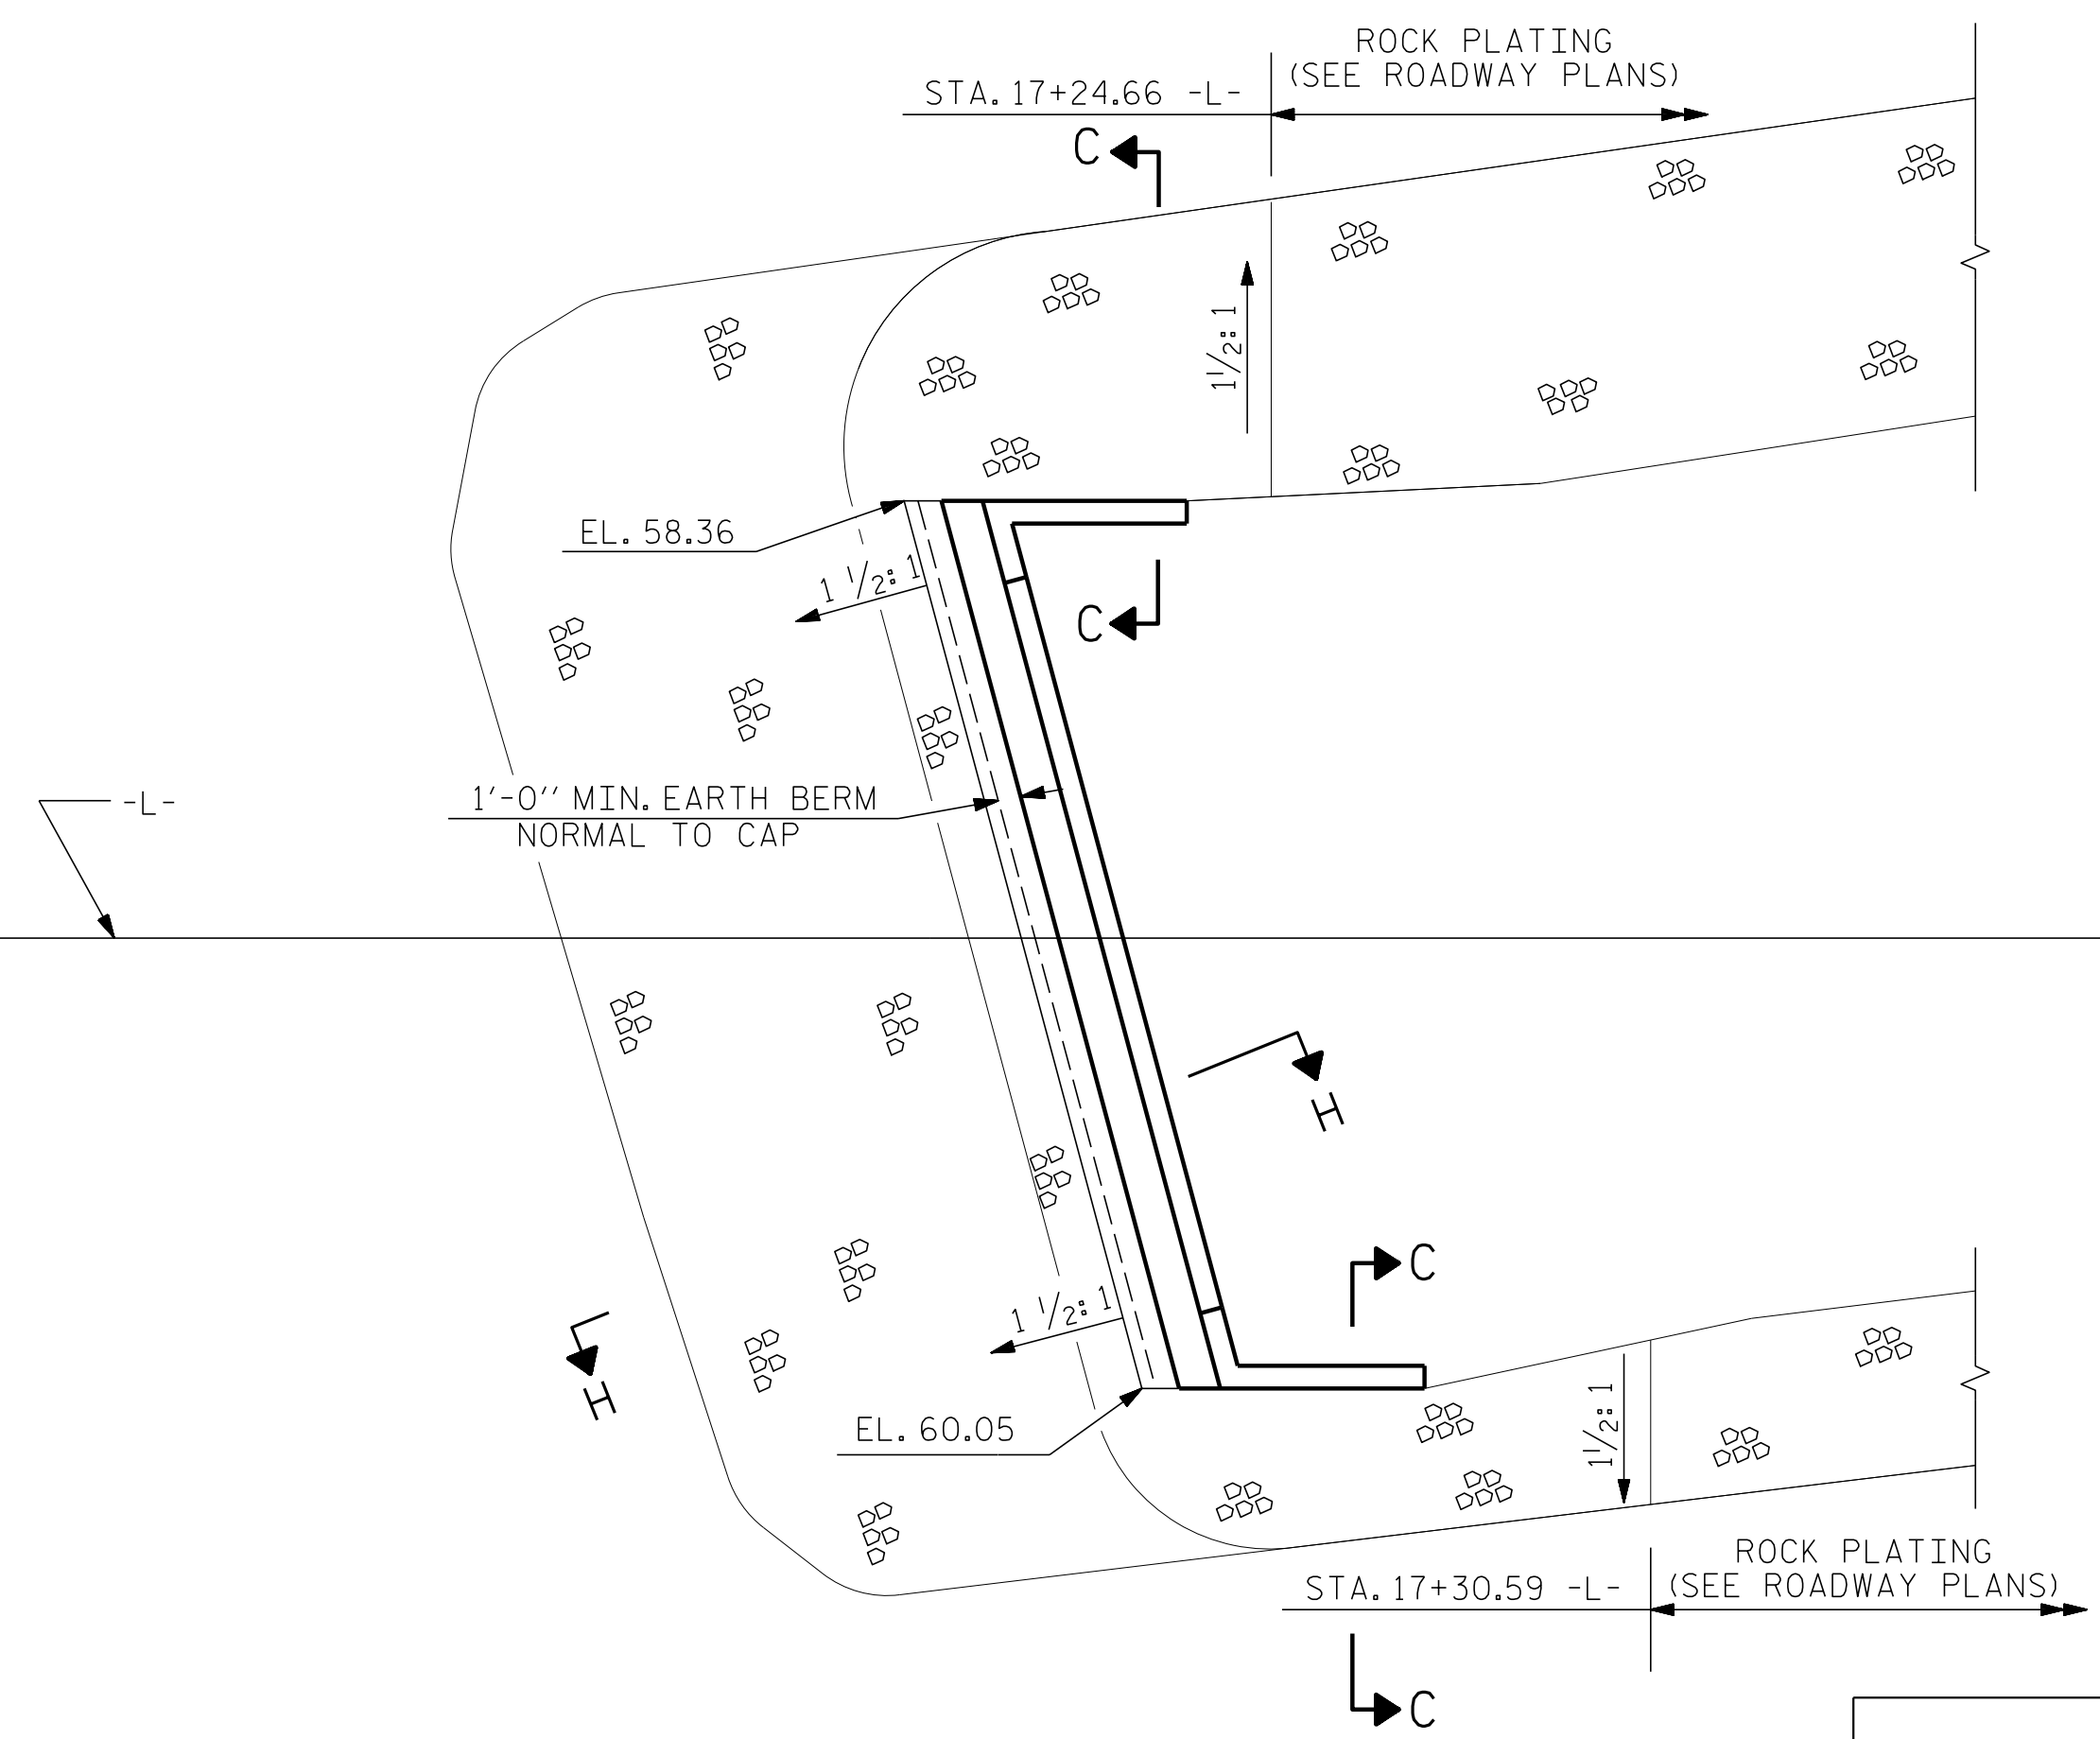 ROCK PLATING
(SEE ROADWAY PLANS)
STA. 17+24.66 -L-
C
1 1/2: 1
EL. 58.36
1 1/2: 1
C
1'-0" MIN. EARTH BERM
NORMAL TO CAP
-L-
H
C
1 1/2: 1
H
1 1/2: 1
EL. 60.05
ROCK PLATING
(SEE ROADWAY PLANS)
STA. 17+30.59 -L-
C